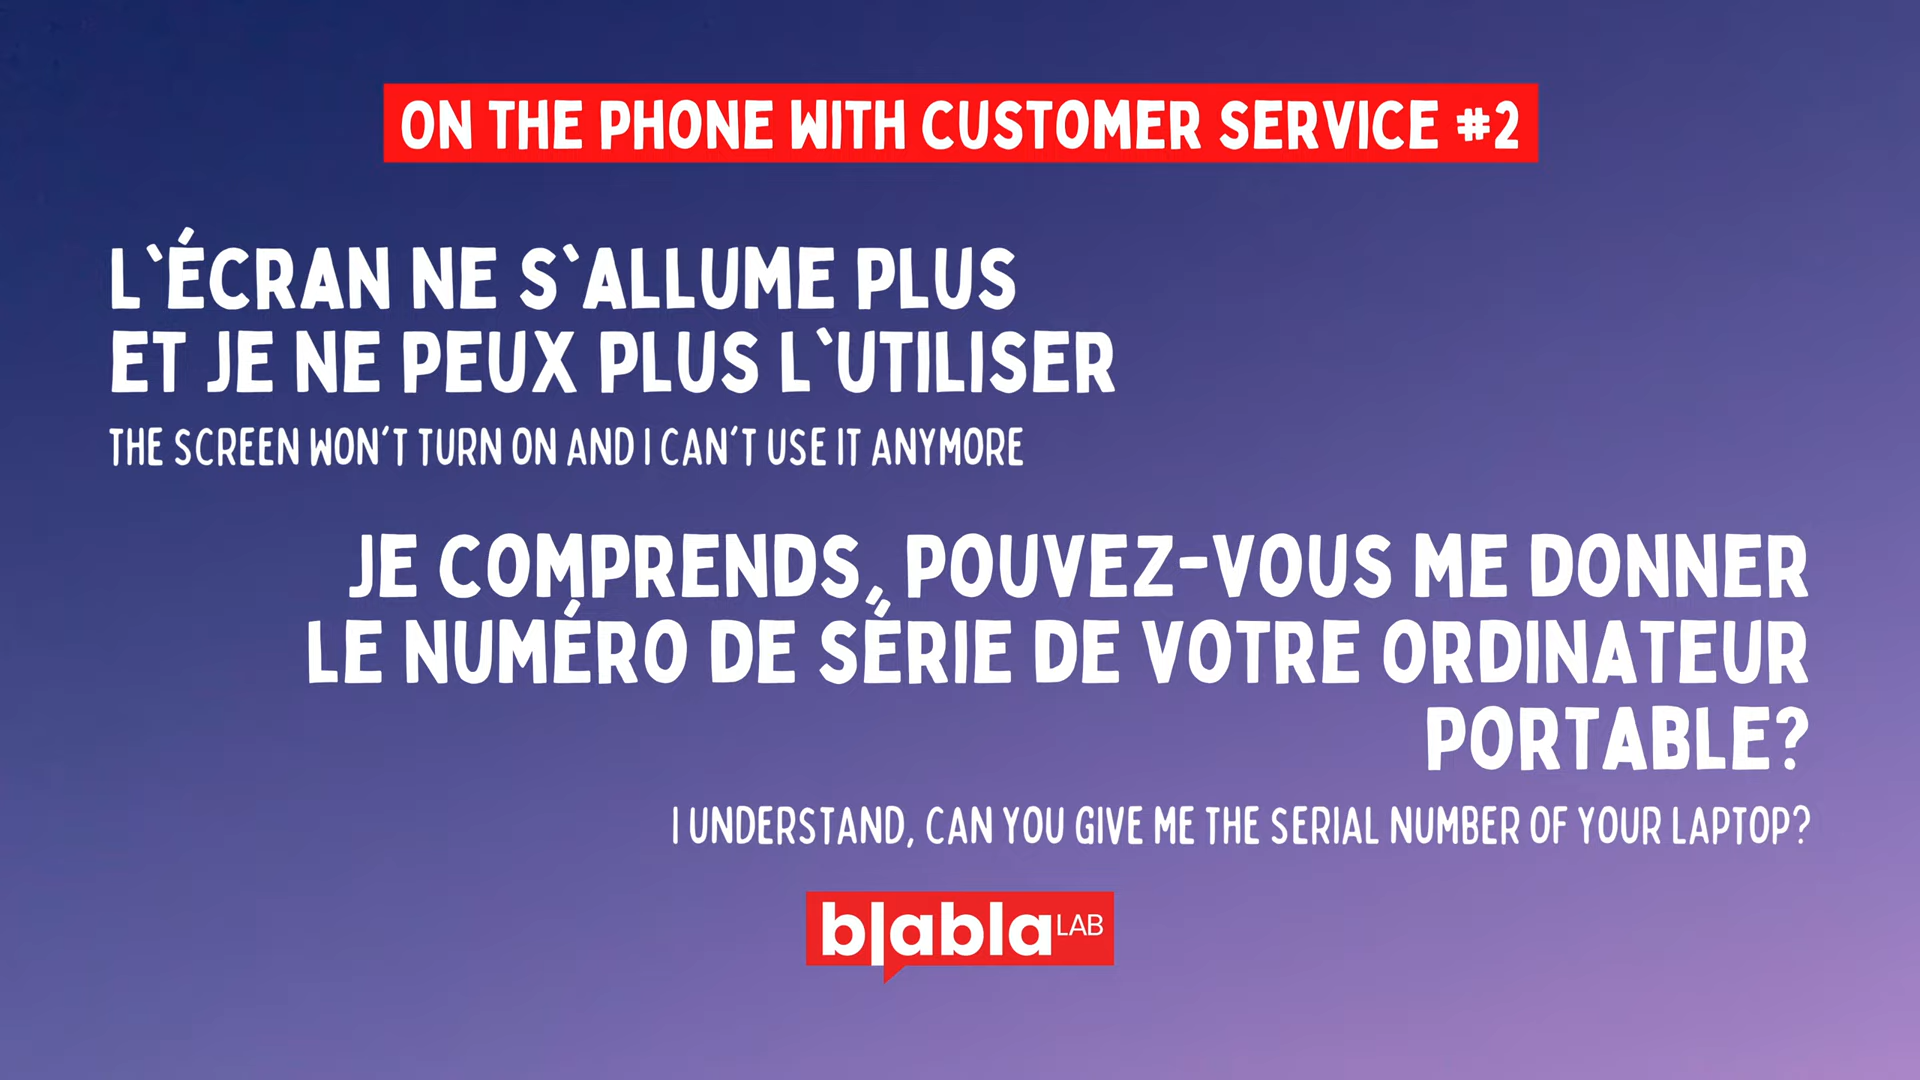 ON THE PHONE WITH CUSTOMER SERVICE #2
L`ÉCRAN NE S`ALLUME PLUS
ET JE NE PEUX PLUS L`UTILISER
THE SCREEN WON'T TURN ON AND I CAN'T USE IT ANYMORE
JE COMPRENDS, POUVEZ-VOUS ME DONNER
LE NUMÉRO DE SÉRIE DE VOTRE ORDINATEUR
PORTABLE?
I UNDERSTAND, CAN YOU GIVE ME THE SERIAL NUMBER OF YOUR LAPTOP?
blabla LAB